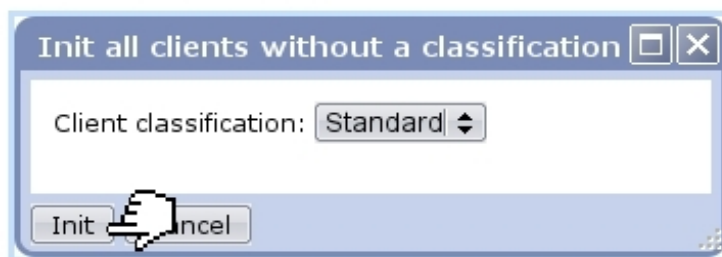 Init all clients without a classification
Client classification: Standard
Init